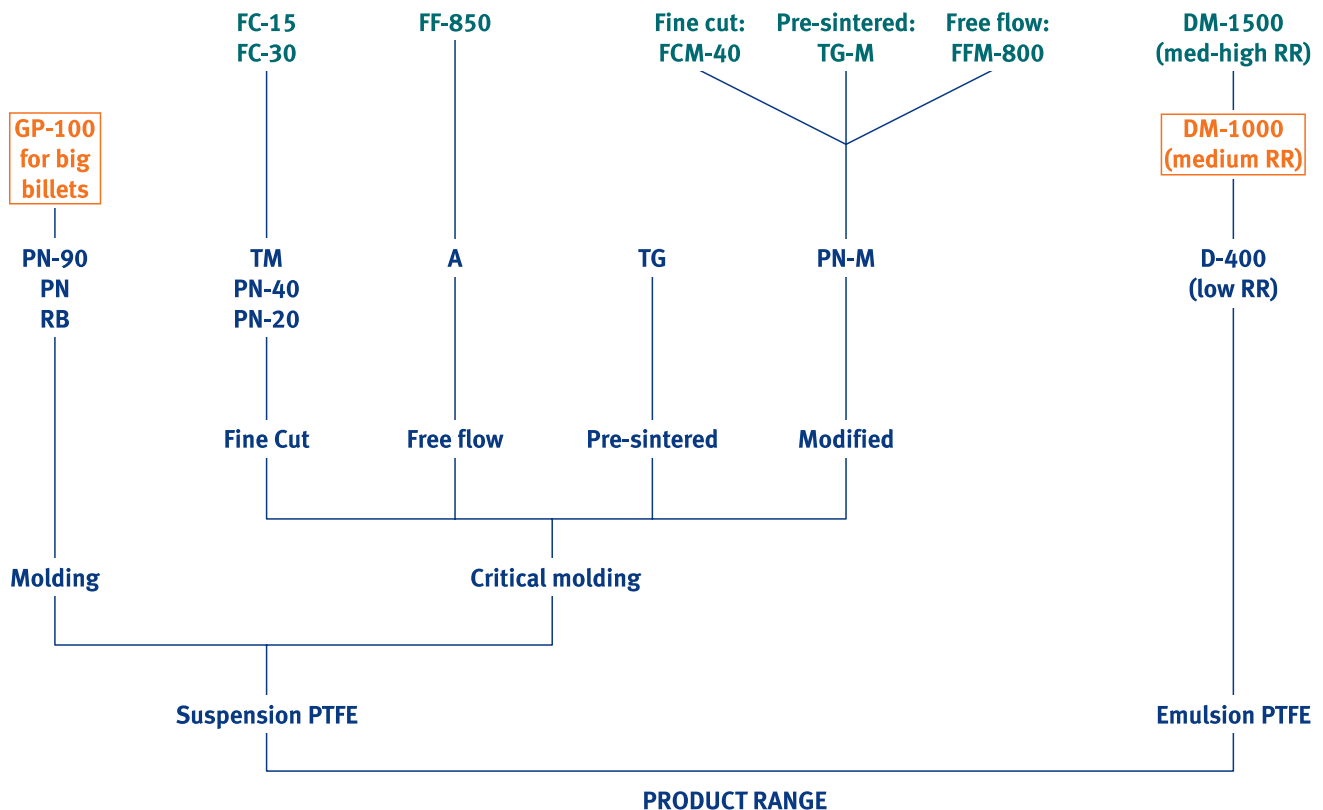 FC-15
FC-30
FF-850
Fine cut:
FCM-40
Pre-sintered:
TG-M
Free flow:
FFM-800
DM-1500
(med-high RR)
GP-100
for big
billets
DM-1000
(medium RR)
PN-90
PN
RB
TM
PN-40
PN-20
A
TG
PN-M
D-400
(low RR)
Fine Cut
Free flow
Pre-sintered
Modified
Molding
Critical molding
Suspension PTFE
Emulsion PTFE
PRODUCT RANGE